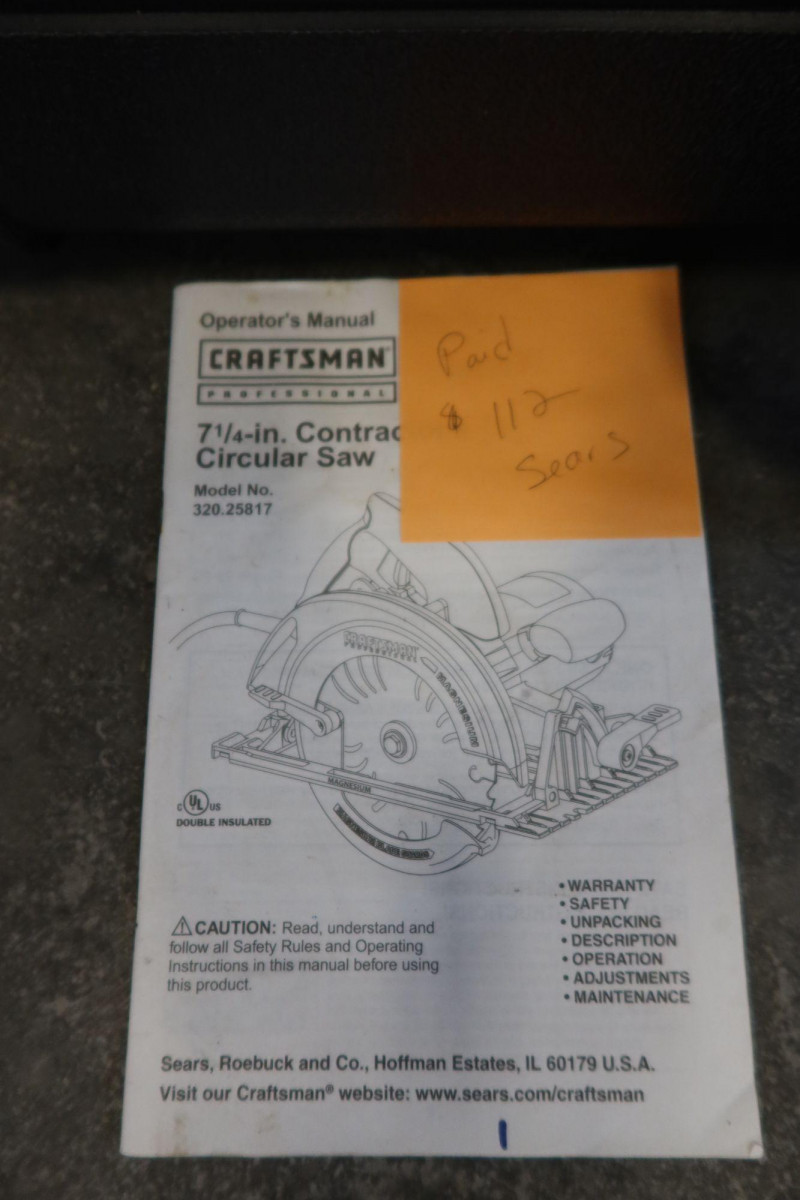 Operator's Manual
CRAFTSMAN®
PROFESSIONAL
7 1/4-in. Contrac
Circular Saw
Model No.
320.25817
Paid
$ 112
Sears
CRAFTSMAN
PROFESSIONAL
MAGNESIUM
MAGNESIUM
C UL US
DOUBLE INSULATED
• WARRANTY
• SAFETY
• UNPACKING
• DESCRIPTION
• OPERATION
• ADJUSTMENTS
• MAINTENANCE
⚠CAUTION: Read, understand and
follow all Safety Rules and Operating
Instructions in this manual before using
this product.
Sears, Roebuck and Co., Hoffman Estates, IL 60179 U.S.A.
Visit our Craftsman® website: www.sears.com/craftsman